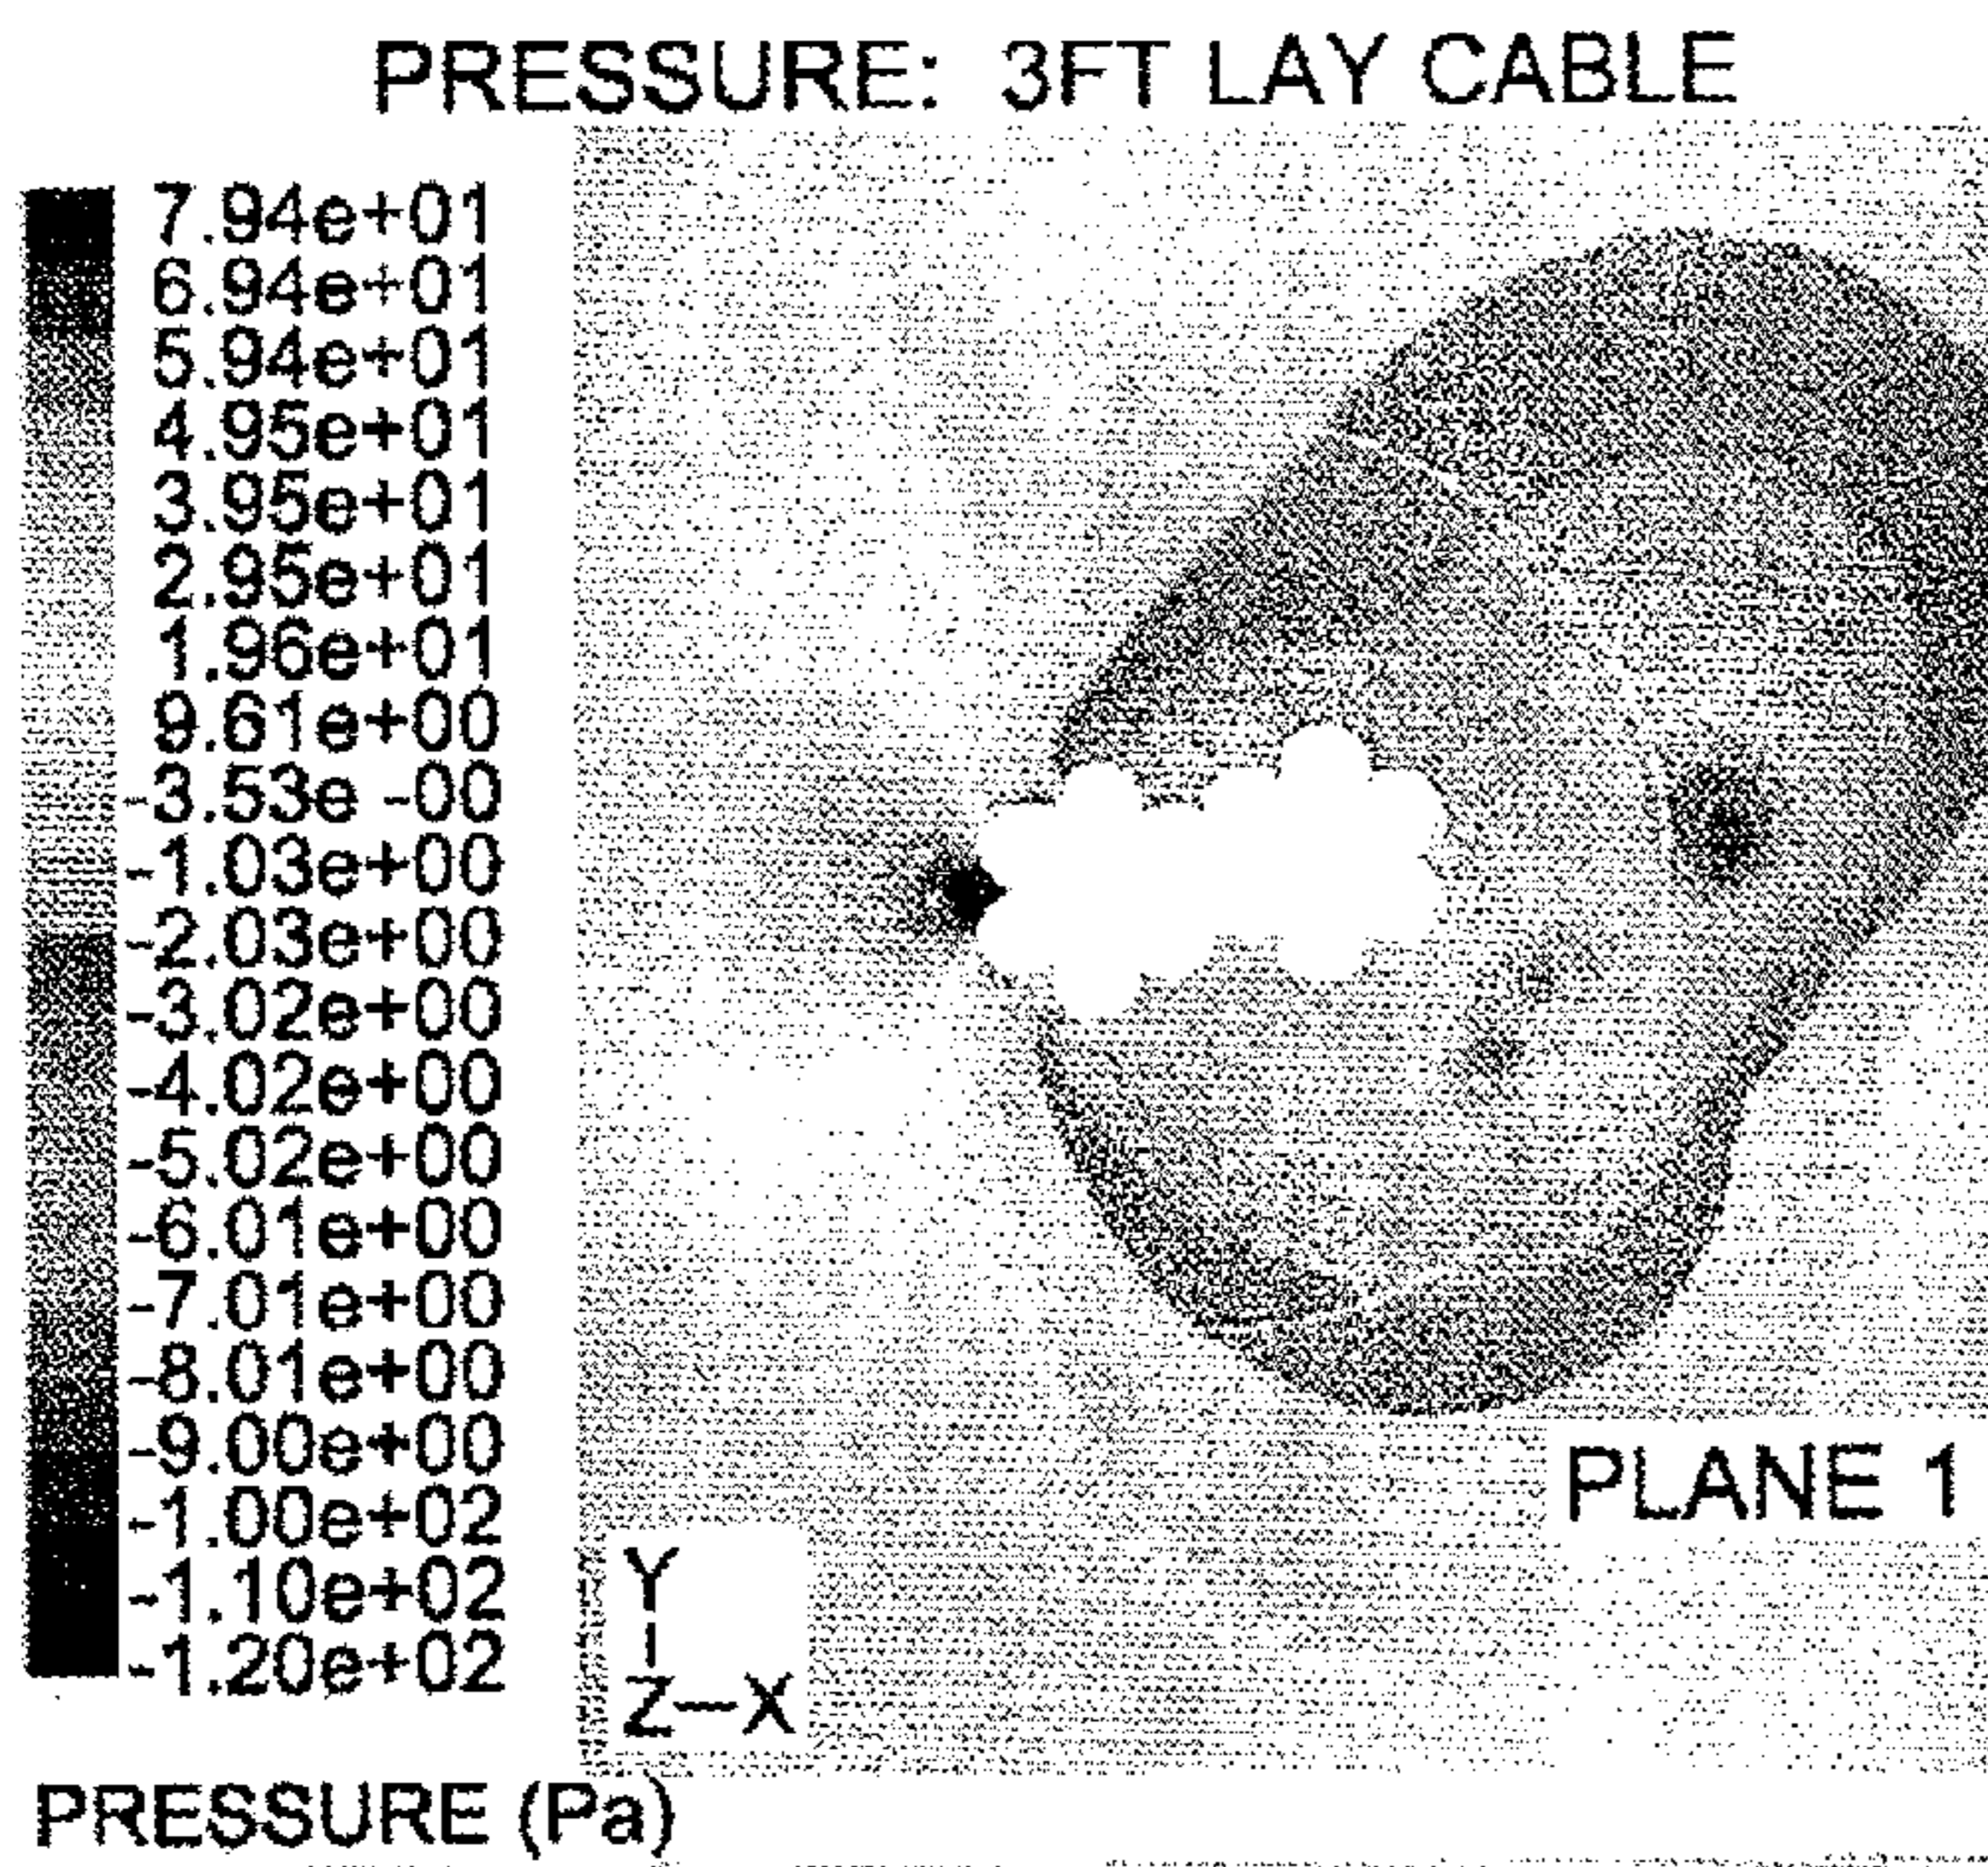 PRESSURE: 3FT LAY CABLE
7.94e+01
6.94e+01
5.94e+01
4.95e+01
3.95e+01
2.95e+01
1.96e+01
9.61e+00
-3.53e -00
-1.03e+00
-2.03e+00
-3.02e+00
-4.02e+00
-5.02e+00
-6.01e+00
-7.01e+00
-8.01e+00
-9.00e+00
-1.00e+02
-1.10e+02
-1.20e+02
PLANE 1
Y
Z—X
PRESSURE (Pa)